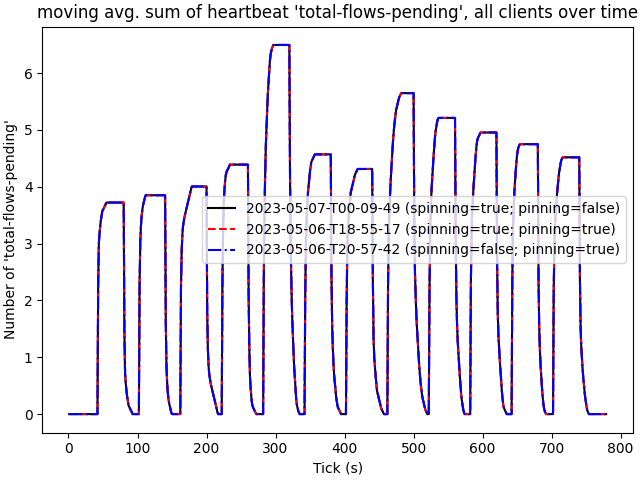 moving avg. sum of heartbeat 'total-flows-pending', all clients over time
Number of 'total-flows-pending'
6
5
4
3
2
1
0
2023-05-07-T00-09-49 (spinning=true; pinning=false)
2023-05-06-T18-55-17 (spinning=true; pinning=true)
2023-05-06-T20-57-42 (spinning=false; pinning=true)
0 100 200 300 400 500 600 700 800
Tick (s)